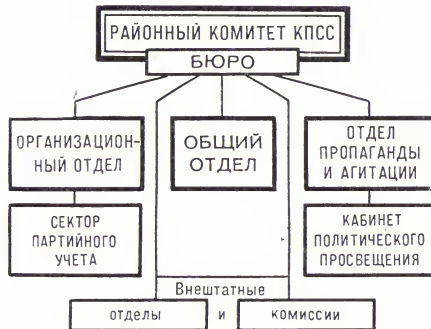 РАЙОННЫЙ КОМИТЕТ КПСС
БЮРО
ОРГАНИЗАЦИОН-
НЫЙ ОТДЕЛ
ОБЩИЙ
ОТДЕЛ
ОТДЕЛ
ПРОПАГАНДЫ
И АГИТАЦИИ
СЕКТОР
ПАРТИЙНОГО
УЧЕТА
КАБИНЕТ
ПОЛИТИЧЕСКОГО
ПРОСВЕЩЕНИЯ
Внештатные
отделы и комиссии